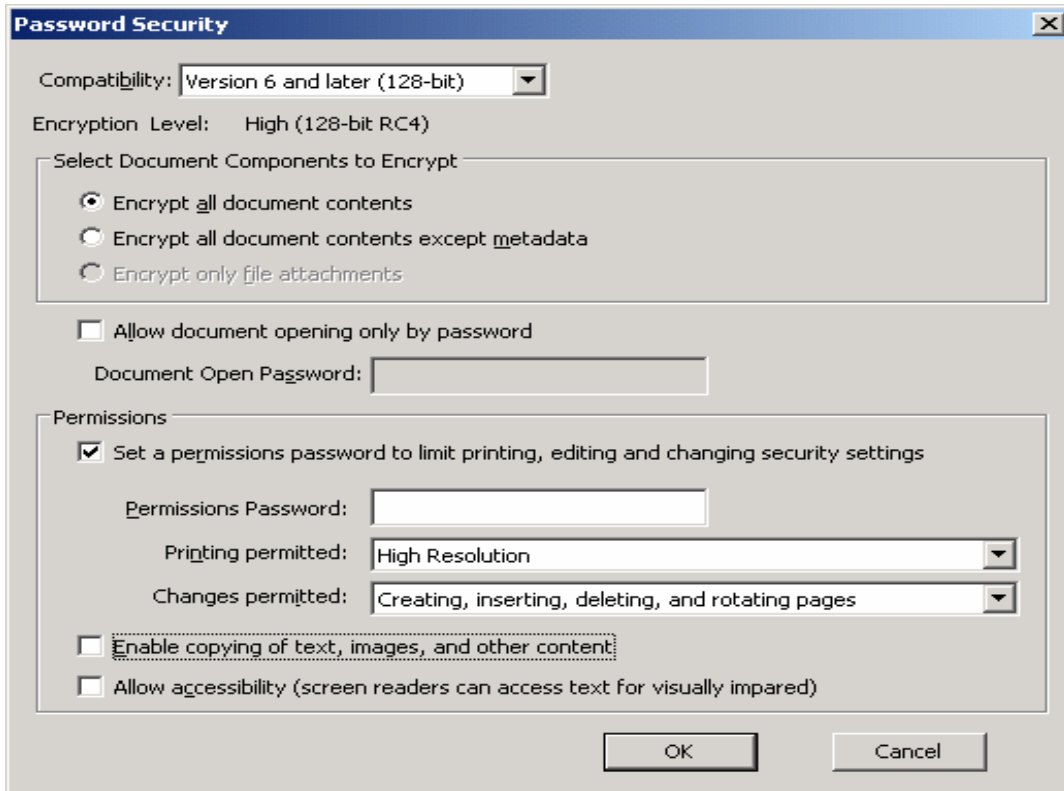 Password Security
Compatibility: Version 6 and later (128-bit)
Encryption Level: High (128-bit RC4)
Select Document Components to Encrypt
Encrypt all document contents
Encrypt all document contents except metadata
Encrypt only file attachments
Allow document opening only by password
Document Open Password:
Permissions
Set a permissions password to limit printing, editing and changing security settings
Permissions Password:
Printing permitted: High Resolution
Changes permitted: Creating, inserting, deleting, and rotating pages
Enable copying of text, images, and other content
Allow accessibility (screen readers can access text for visually impared)
OK Cancel